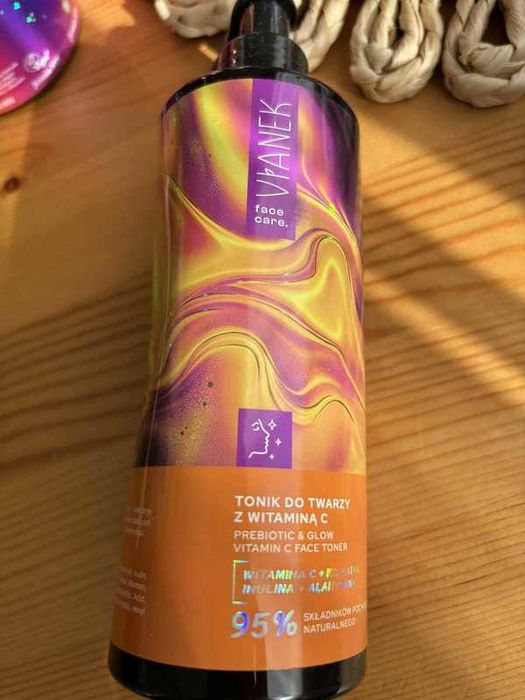 VIANEK
face
care.
TONIK DO TWARZY
Z WITAMINĄ C
PREBIOTIC & GLOW
VITAMIN C FACE TONER
WITAMINA C +
INULINA +
95% SKŁADNIKÓW
NATURALNEGO